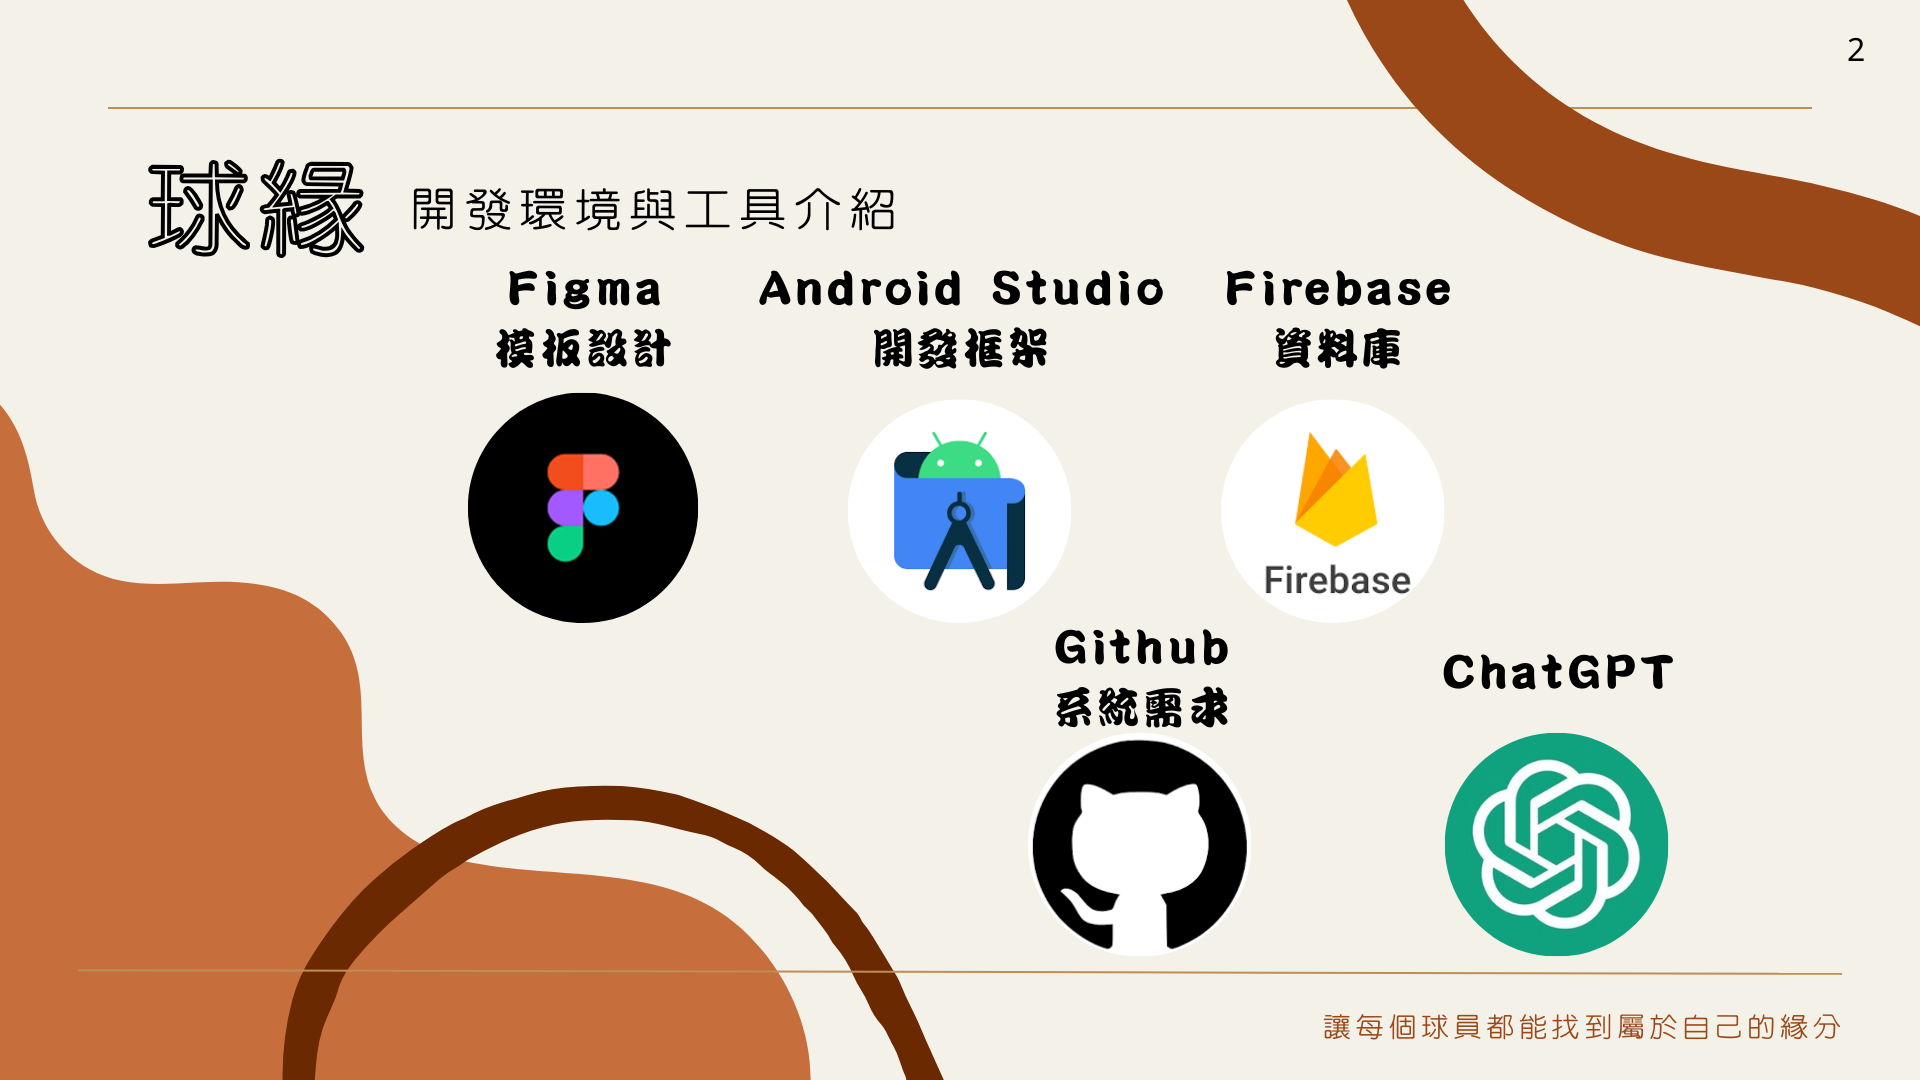 2
球緣
開發環境與工具介紹
Figma
模板設計
Android Studio
開發框架
Firebase
資料庫
Firebase
Github
系統需求
ChatGPT
讓每個球員都能找到屬於自己的緣分